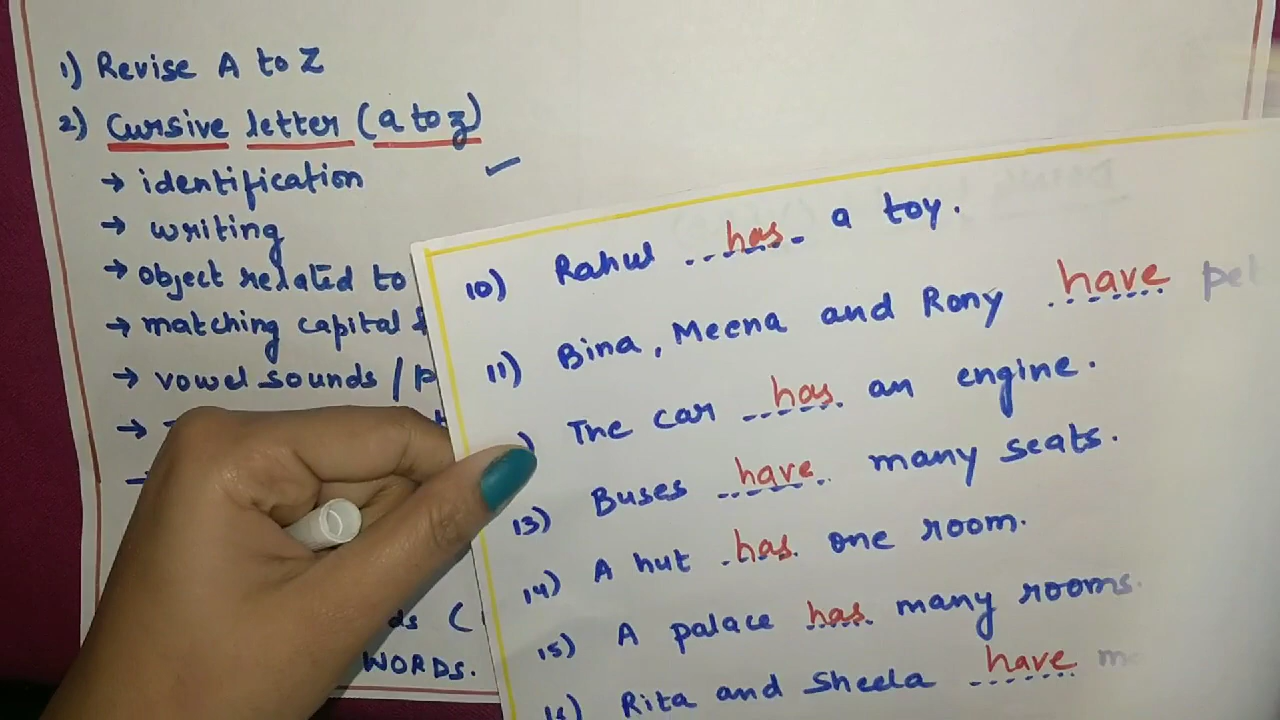 1) Revise A to Z
2) Cursive letter (a to z)
→ identification
→ writing
→ object related to
→ matching capital
→ vowel sounds /
WORDS.
10) Rahul has a toy.
11) Bina, Meena and Rony have
) The car has an engine.
13) Buses have many seats.
14) A hut has one room.
15) A palace has many rooms.
16) Rita and Sheela have